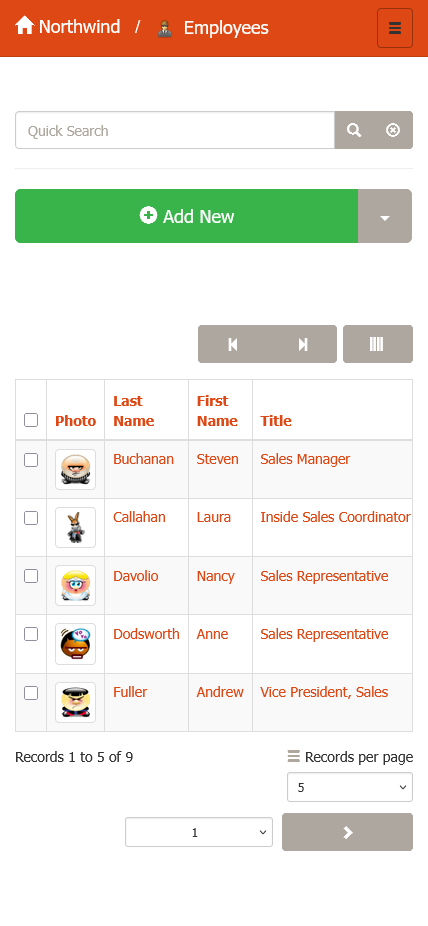 Northwind / Employees
Quick Search
Add New
Photo Last Name First Name Title
Buchanan Steven Sales Manager
Callahan Laura Inside Sales Coordinator
Davolio Nancy Sales Representative
Dodsworth Anne Sales Representative
Fuller Andrew Vice President, Sales
Records 1 to 5 of 9 Records per page
5
1